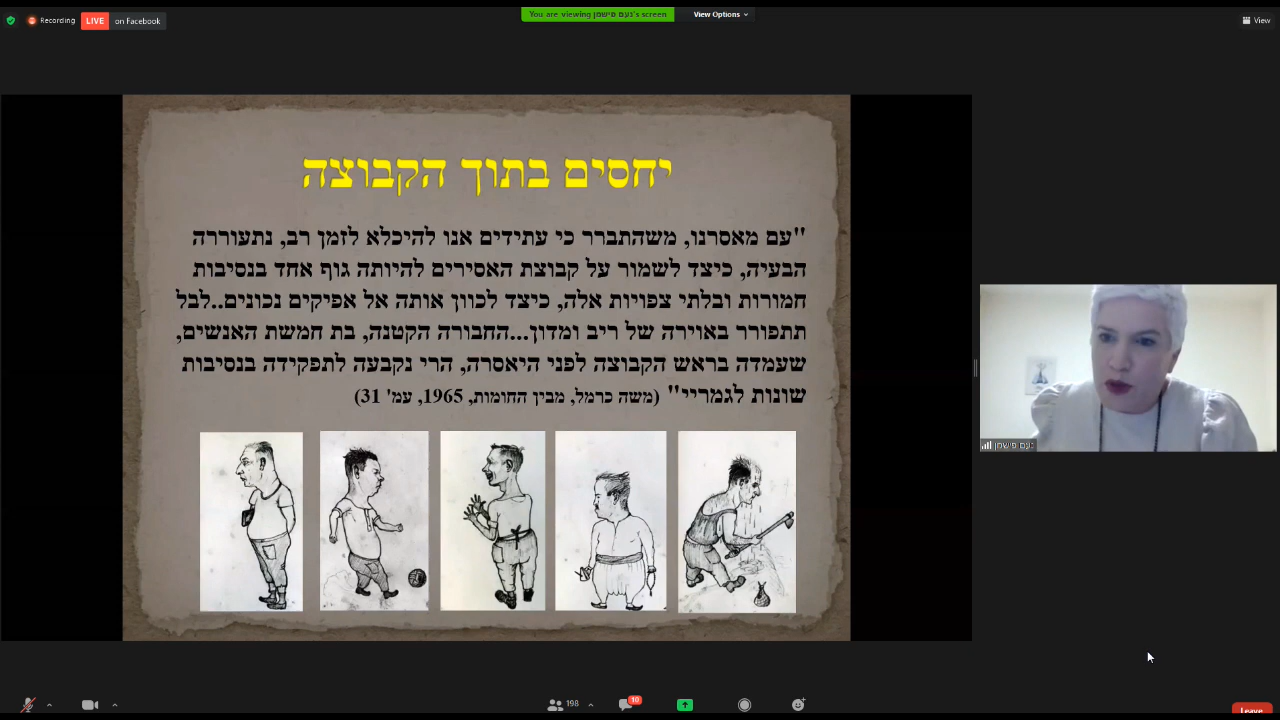 Recording
LIVE on Facebook
You are viewing נעם פישמן's screen
View Options
View
יחסים בתוך הקבוצה
"עם מאסרנו, משהתברר כי עתידים אנו להיכלא לזמן רב, נתעוררה
הבעיה, כיצד לשמור על קבוצת האסירים להיותה גוף אחד בנסיבות
חמורות ובלתי צפויות אלה, כיצד לכוון אותה אל אפיקים נכונים..לבל
תתפורר באוירה של ריב ומדון...החבורה הקטנה, בת חמשת האנשים,
שעמדה בראש הקבוצה לפני היאסרה, הרי נקבעה לתפקידה בנסיבות
שונות לגמריי" (משה כרמל, מבין החומות, 1965, עמ' 31)
נעם פישמן
198
10
Leave